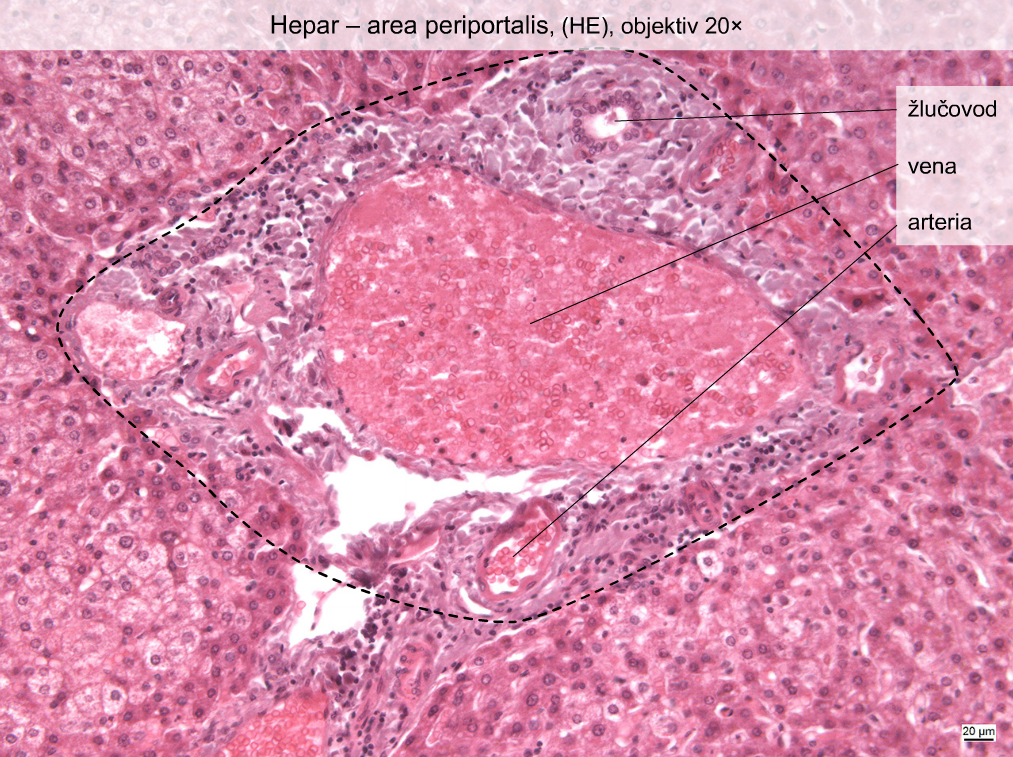 Hepar – area periportalis, (HE), objektiv 20×
žlučovod
vena
arteria
20 µm